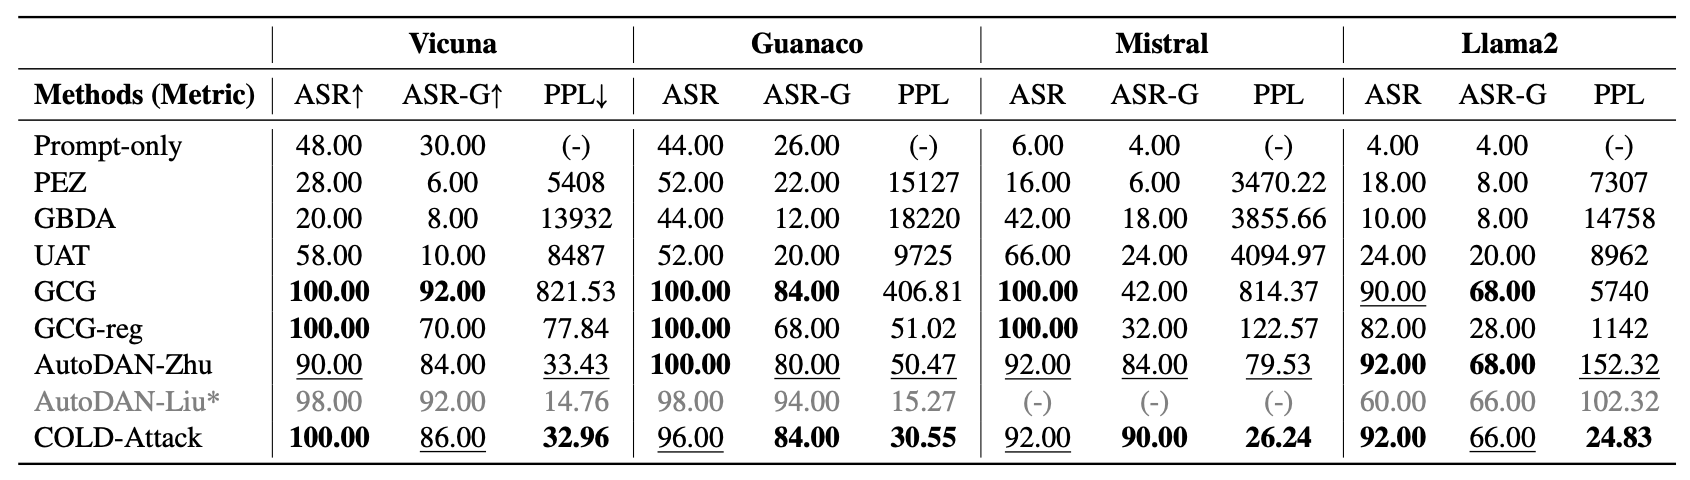 Vicuna Guanaco Mistral Llama2
Methods (Metric) ASR↑ ASR-G↑ PPL↓ ASR ASR-G PPL ASR ASR-G PPL ASR ASR-G PPL
Prompt-only 48.00 30.00 (-) 44.00 26.00 (-) 6.00 4.00 (-) 4.00 4.00 (-)
PEZ 28.00 6.00 5408 52.00 22.00 15127 16.00 6.00 3470.22 18.00 8.00 7307
GBDA 20.00 8.00 13932 44.00 12.00 18220 42.00 18.00 3855.66 10.00 8.00 14758
UAT 58.00 10.00 8487 52.00 20.00 9725 66.00 24.00 4094.97 24.00 20.00 8962
GCG 100.00 92.00 821.53 100.00 84.00 406.81 100.00 42.00 814.37 90.00 68.00 5740
GCG-reg 100.00 70.00 77.84 100.00 68.00 51.02 100.00 32.00 122.57 82.00 28.00 1142
AutoDAN-Zhu 90.00 84.00 33.43 100.00 80.00 50.47 92.00 84.00 79.53 92.00 68.00 152.32
AutoDAN-Liu* 98.00 92.00 14.76 98.00 94.00 15.27 (-) (-) (-) 60.00 66.00 102.32
COLD-Attack 100.00 86.00 32.96 96.00 84.00 30.55 92.00 90.00 26.24 92.00 66.00 24.83